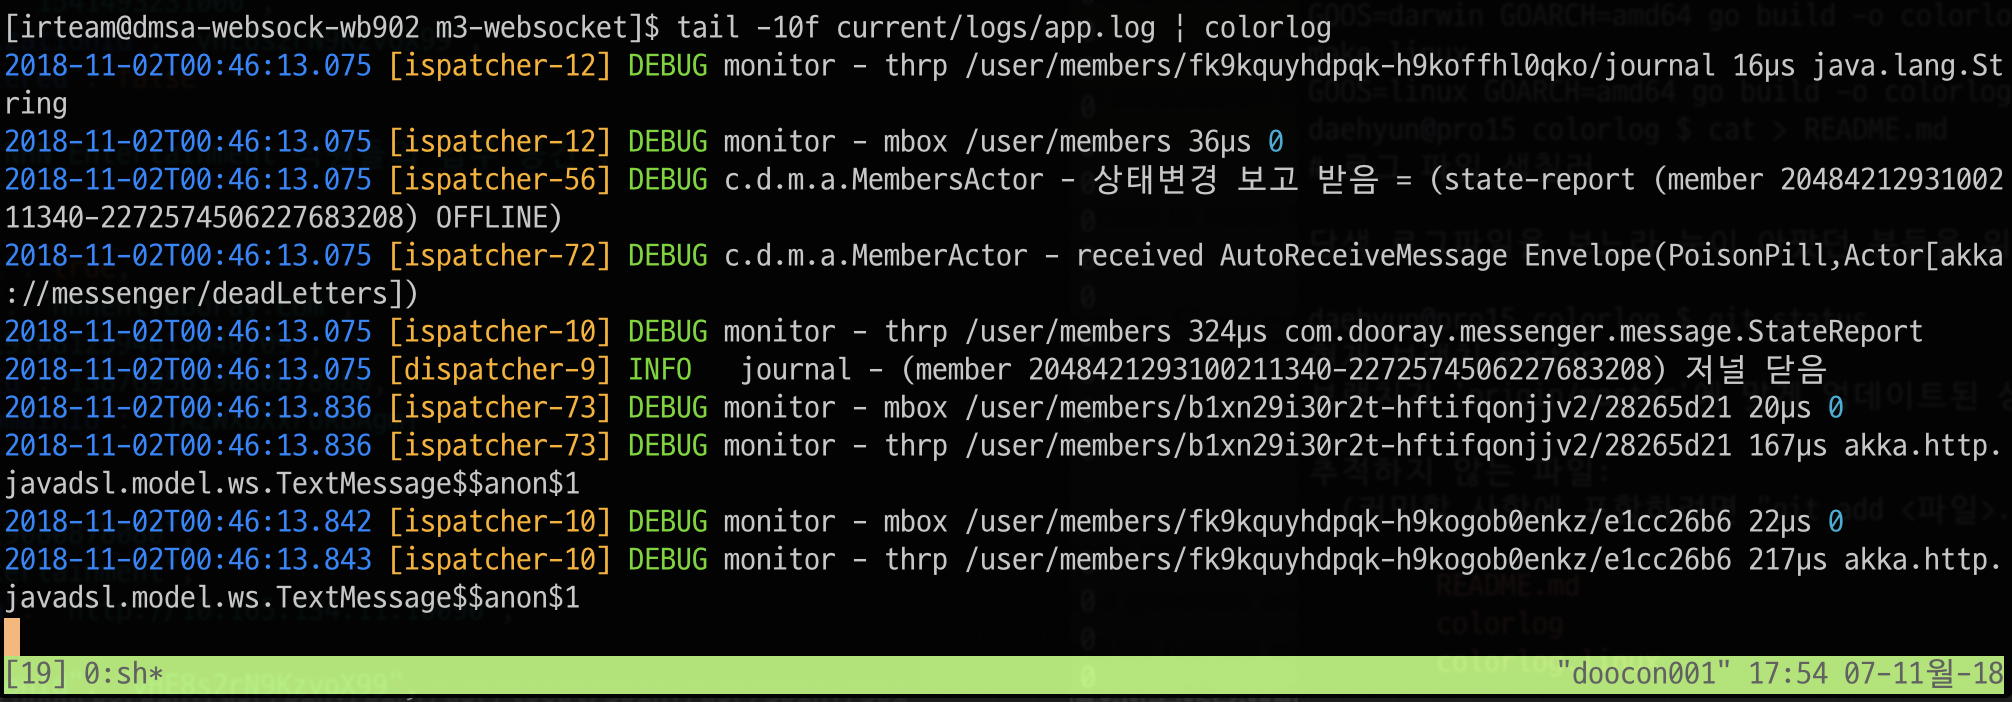 [irteam@dmsa-websock-wb902 m3-websocket]$ tail -10f current/logs/app.log | colorlog
2018-11-02T00:46:13.075 [ispatcher-12] DEBUG monitor - thrp /user/members/fk9kquyhdpqk-h9koffhl0qko/journal 16µs java.lang.St
ring
2018-11-02T00:46:13.075 [ispatcher-12] DEBUG monitor - mbox /user/members 36µs 0
2018-11-02T00:46:13.075 [ispatcher-56] DEBUG c.d.m.a.MembersActor - 상태변경 보고 받음 = (state-report (member 20484212931002
11340-2272574506227683208) OFFLINE)
2018-11-02T00:46:13.075 [ispatcher-72] DEBUG c.d.m.a.MemberActor - received AutoReceiveMessage Envelope(PoisonPill,Actor[akka
://messenger/deadLetters])
2018-11-02T00:46:13.075 [ispatcher-10] DEBUG monitor - thrp /user/members 324µs com.dooray.messenger.message.StateReport
2018-11-02T00:46:13.075 [dispatcher-9] INFO   journal - (member 2048421293100211340-2272574506227683208) 저널 닫음
2018-11-02T00:46:13.836 [ispatcher-73] DEBUG monitor - mbox /user/members/b1xn29i30r2t-hftifqonjjv2/28265d21 20µs 0
2018-11-02T00:46:13.836 [ispatcher-73] DEBUG monitor - thrp /user/members/b1xn29i30r2t-hftifqonjjv2/28265d21 167µs akka.http.
javadsl.model.ws.TextMessage$$anon$1
2018-11-02T00:46:13.842 [ispatcher-10] DEBUG monitor - mbox /user/members/fk9kquyhdpqk-h9kogob0enkz/e1cc26b6 22µs 0
2018-11-02T00:46:13.843 [ispatcher-10] DEBUG monitor - thrp /user/members/fk9kquyhdpqk-h9kogob0enkz/e1cc26b6 217µs akka.http.
javadsl.model.ws.TextMessage$$anon$1
[19] 0:sh* "doocon001" 17:54 07-11월-18